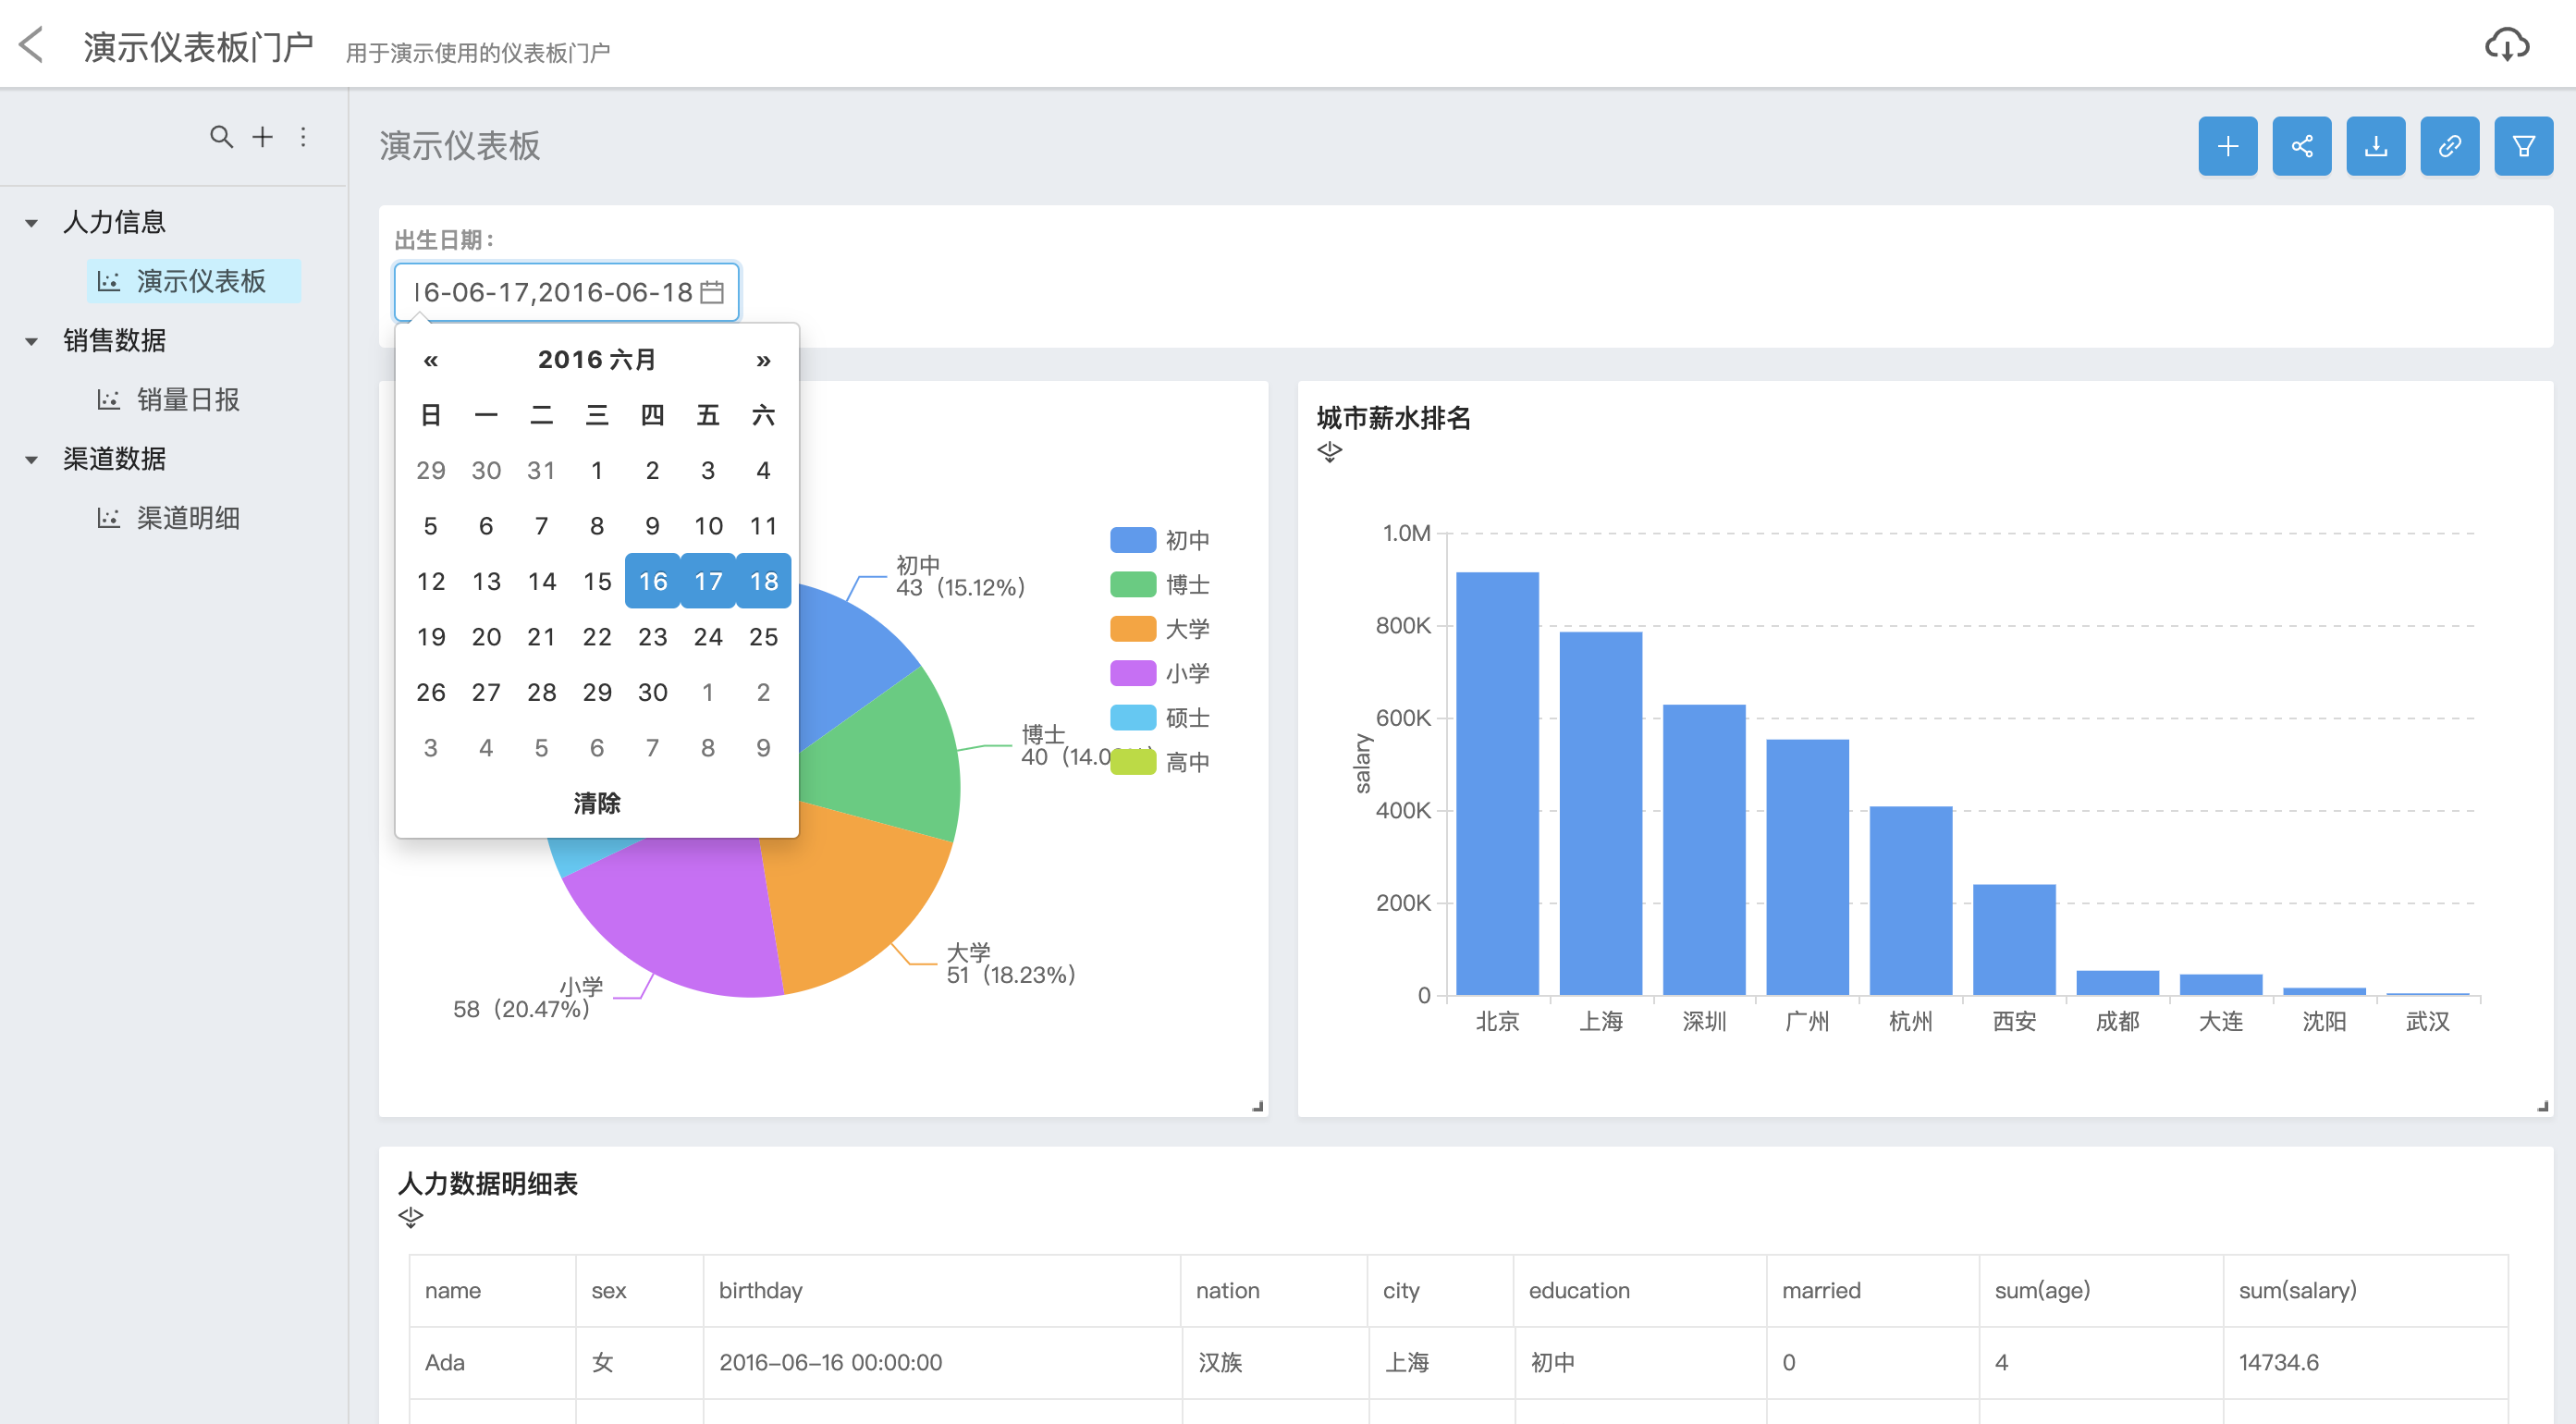 演示仪表板门户 用于演示使用的仪表板门户
演示仪表板
人力信息
演示仪表板
销售数据
销量日报
渠道数据
渠道明细
出生日期：
6-06-17,2016-06-18
« 2016 六月 »
日 一 二 三 四 五 六
29 30 31 1 2 3 4
5 6 7 8 9 10 11
12 13 14 15 16 17 18
19 20 21 22 23 24 25
26 27 28 29 30 1 2
3 4 5 6 7 8 9
清除
初中
43（15.12%）
博士
40（14.0
大学
51（18.23%）
小学
58（20.47%）
初中
博士
大学
小学
硕士
高中
城市薪水排名
salary
1.0M
800K
600K
400K
200K
0
北京 上海 深圳 广州 杭州 西安 成都 大连 沈阳 武汉
人力数据明细表
name sex birthday nation city education married sum(age) sum(salary)
Ada 女 2016-06-16 00:00:00 汉族 上海 初中 0 4 14734.6